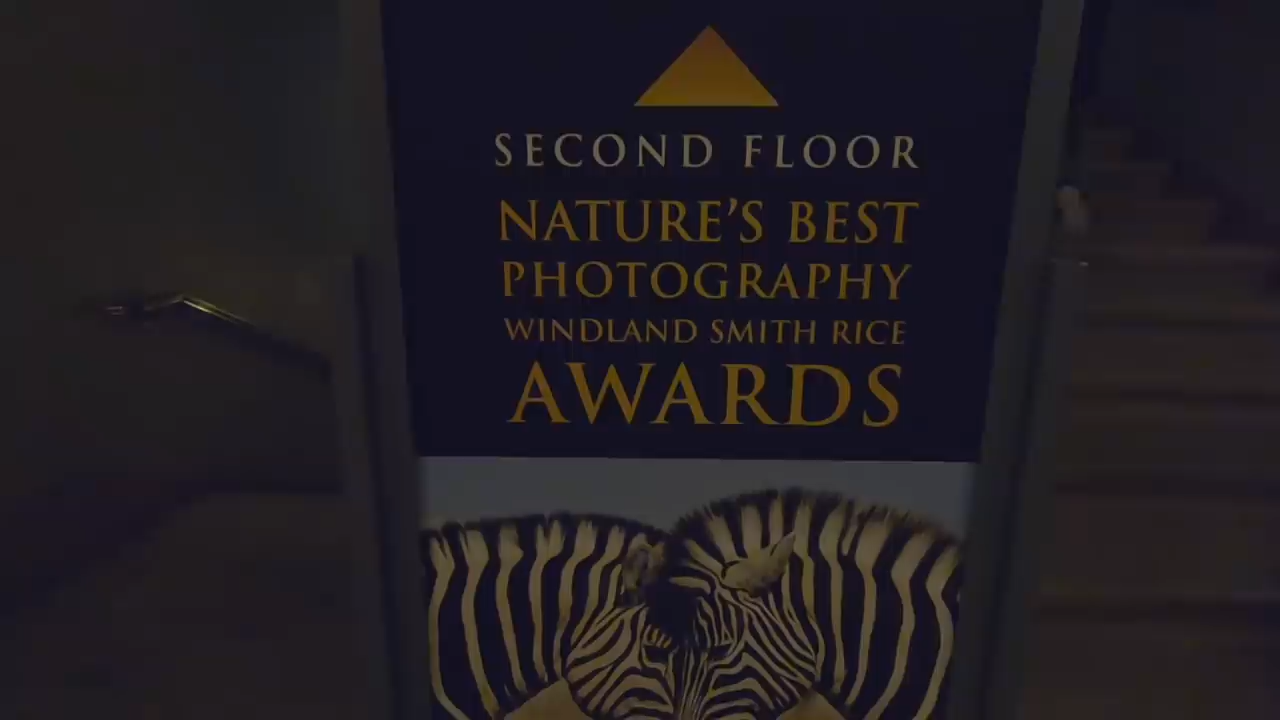 SECOND FLOOR
NATURE'S BEST
PHOTOGRAPHY
WINDLAND SMITH RICE
AWARDS